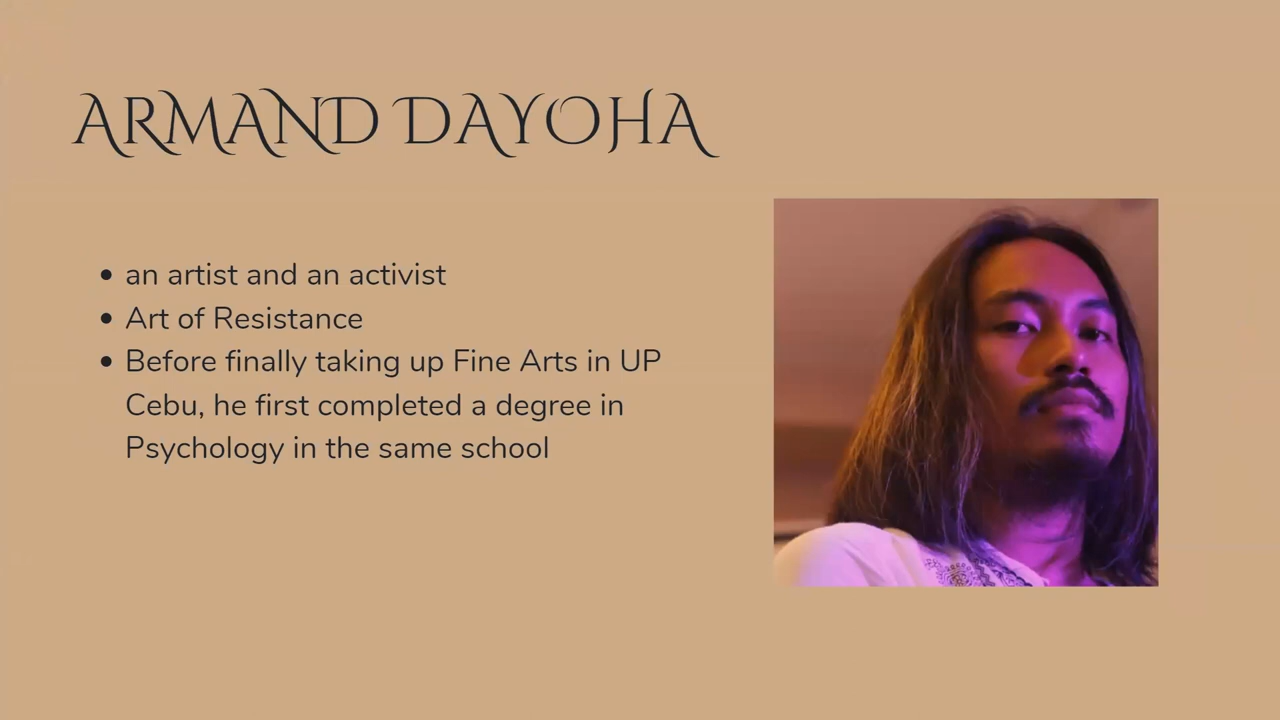 ARMAND DAYOHA
• an artist and an activist
• Art of Resistance
• Before finally taking up Fine Arts in UP
Cebu, he first completed a degree in
Psychology in the same school